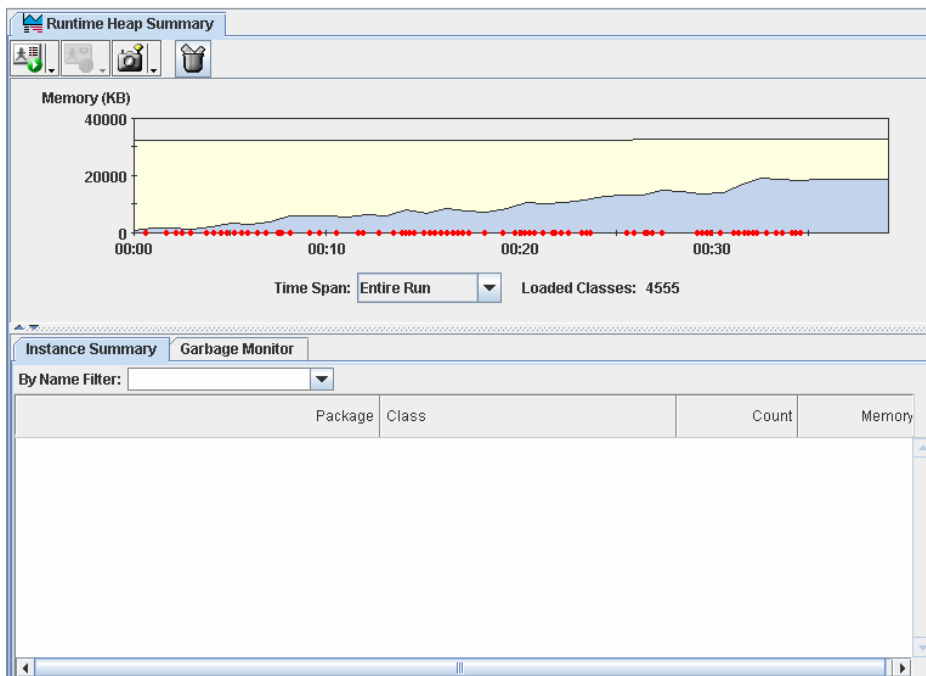 Runtime Heap Summary
Memory (KB)
40000
20000
0
00:00 00:10 00:20 00:30
Time Span: Entire Run Loaded Classes: 4555
Instance Summary Garbage Monitor
By Name Filter:
Package Class Count Memory